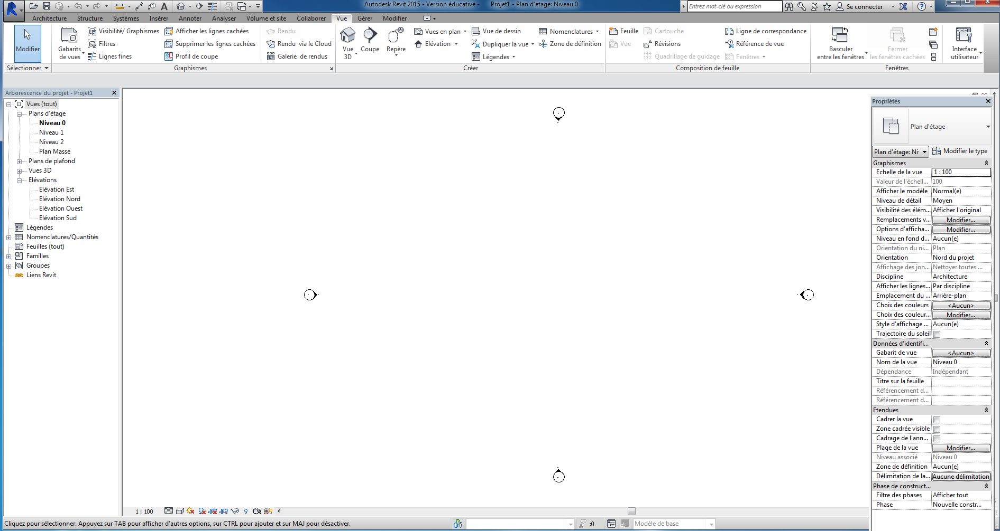 Autodesk Revit 2015 - Version éducative - Projet1 - Plan d'étage: Niveau 0
Entrez mot-clé ou expression
Se connecter
Architecture Structure Systèmes Insérer Annoter Analyser Volume et site Collaborer Vue Gérer Modifier
Modifier
Gabarits de vues
Visibilité/ Graphismes
Filtres
Lignes fines
Afficher les lignes cachées
Supprimer les lignes cachées
Profil de coupe
Rendu
Rendu via le Cloud
Galerie de rendus
Vue 3D
Coupe
Repère
Vues en plan
Elévation
Vue de dessin
Dupliquer la vue
Légendes
Nomenclatures
Zone de définition
Feuille
Vue
Cartouche
Révisions
Quadrillage de guidage
Ligne de correspondance
Référence de vue
Fenêtres
Basculer entre les fenêtres
Fermer les fenêtres cachées
Interface utilisateur
Sélectionner Graphismes Créer Composition de feuille Fenêtres
Arborescence du projet - Projet1
Vues (tout)
Plans d'étage
Niveau 0
Niveau 1
Niveau 2
Plan Masse
Plans de plafond
Vues 3D
Elévations
Elévation Est
Elévation Nord
Elévation Ouest
Elévation Sud
Légendes
Nomenclatures/Quantités
Feuilles (tout)
Familles
Groupes
Liens Revit
Propriétés
Plan d'étage
Plan d'étage: Ni
Modifier le type
Graphismes
Echelle de la vue 1 : 100
Valeur de l'échell... 100
Afficher le modèle Normal(e)
Niveau de détail Moyen
Visibilité des élém... Afficher l'original
Remplacements v... Modifier...
Options d'afficha... Modifier...
Niveau en fond d... Aucun(e)
Orientation du ni... Plan
Orientation Nord du projet
Affichage des jon... Nettoyer toutes ...
Discipline Architecture
Afficher les lignes... Par discipline
Emplacement du ... Arrière-plan
Choix des couleurs <Aucun>
Choix des couleur... Modifier...
Style d'affichage ... Aucun(e)
Trajectoire du soleil
Données d'identifi...
Gabarit de vue <Aucun>
Nom de la vue Niveau 0
Dépendance Indépendant
Titre sur la feuille
Référencement d...
Référencement d...
Etendues
Cadrer la vue
Zone cadrée visible
Cadrage de l'ann...
Plage de la vue Modifier...
Niveau associé Niveau 0
Zone de définition Aucun(e)
Délimitation de la... Aucune délimitation
Phase de construct...
Filtre des phases Afficher tout
Phase Nouvelle constr...
1 : 100
Cliquez pour sélectionner. Appuyez sur TAB pour afficher d'autres options, sur CTRL pour ajouter et sur MAJ pour désactiver.
:0
Modèle de base